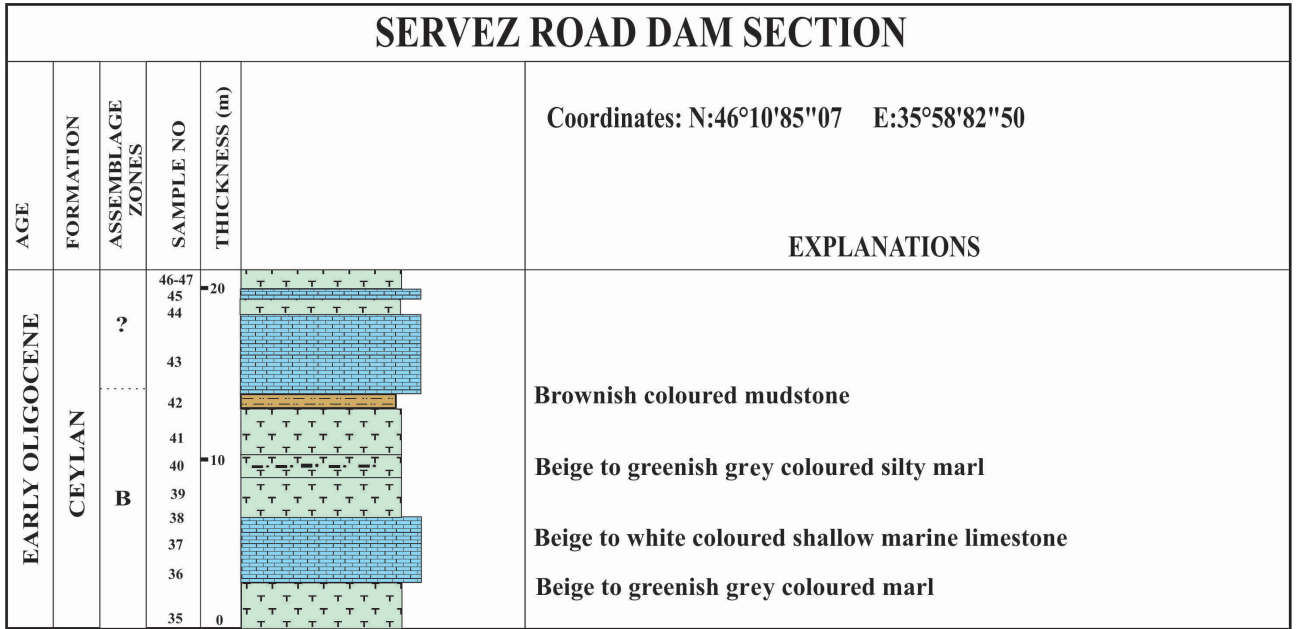 SERVEZ ROAD DAM SECTION
AGE
FORMATION
ASSEMBLAGE
ZONES
SAMPLE NO
THICKNESS (m)
Coordinates: N:46°10'85"07 E:35°58'82"50
EXPLANATIONS
EARLY OLIGOCENE
CEYLAN
?
B
46-47
45
44
43
42
41
40
39
38
37
36
35
20
10
0
Brownish coloured mudstone
Beige to greenish grey coloured silty marl
Beige to white coloured shallow marine limestone
Beige to greenish grey coloured marl